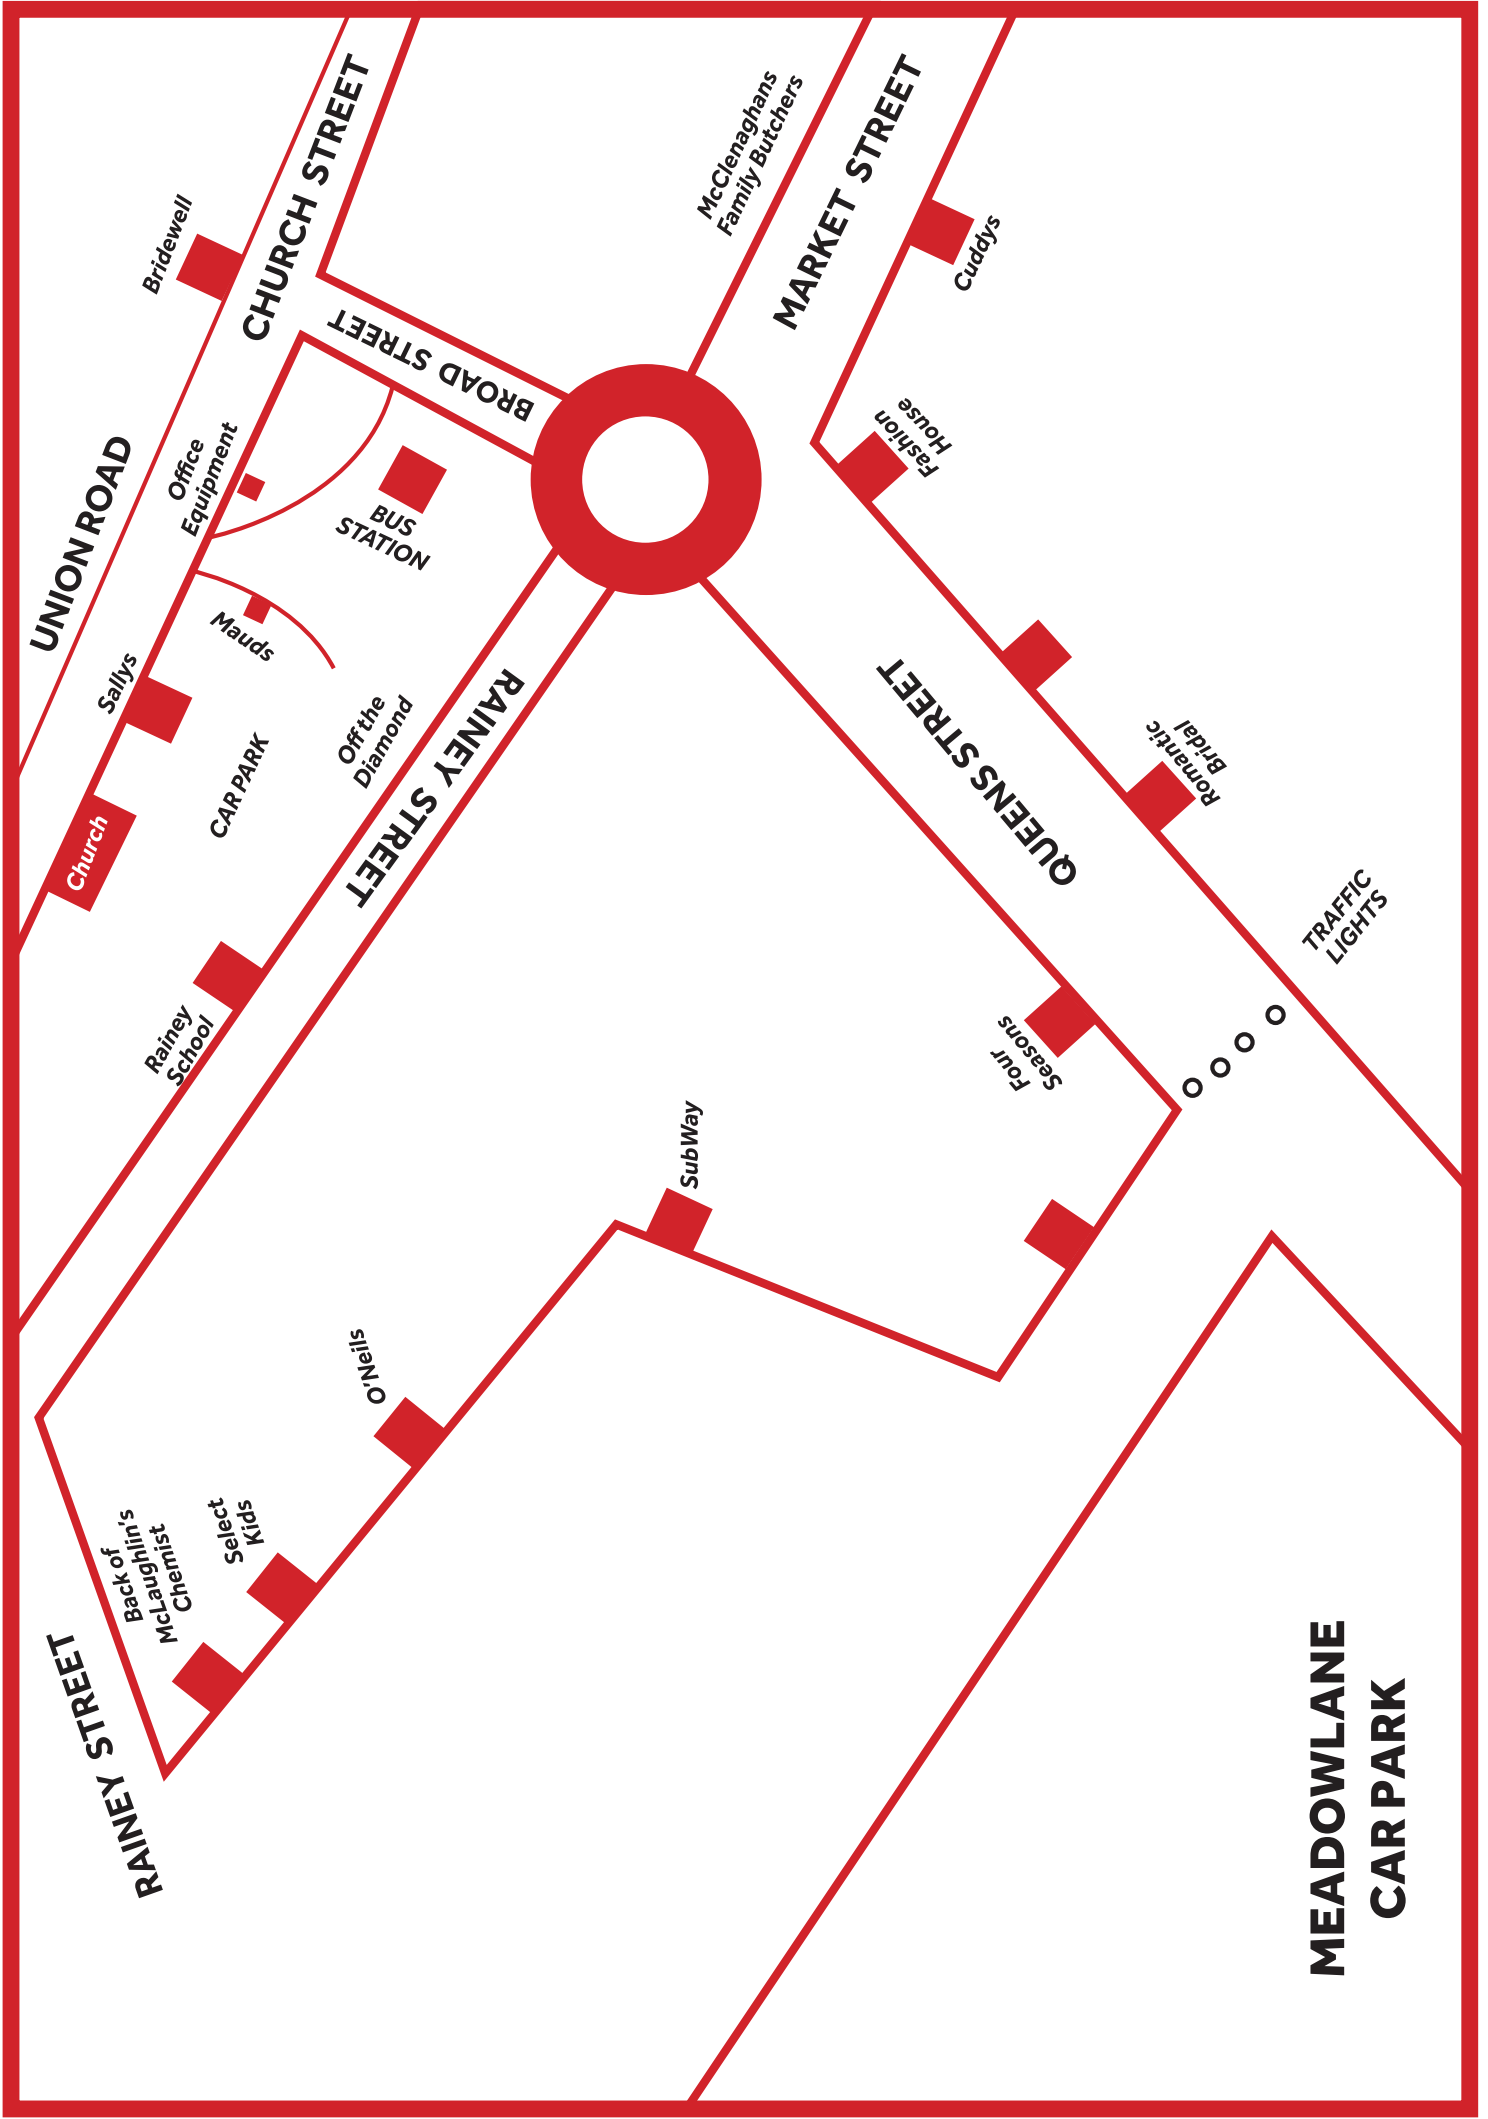 CHURCH STREET
Bridewell
UNION ROAD
Office
Equipment
BROAD STREET
BUS
STATION
Mauds
Sallys
CAR PARK
Church
Off the
Diamond
RAINEY STREET
Rainey
School
McClenaghans
Family Butchers
MARKET STREET
Cuddys
Fashion
House
QUEENS STREET
Romantic
Bridal
TRAFFIC
LIGHTS
Four
Seasons
SubWay
O'Neils
Select
Kids
Back of
McLaughlin's
Chemist
RAINEY STREET
MEADOWLANE
CAR PARK